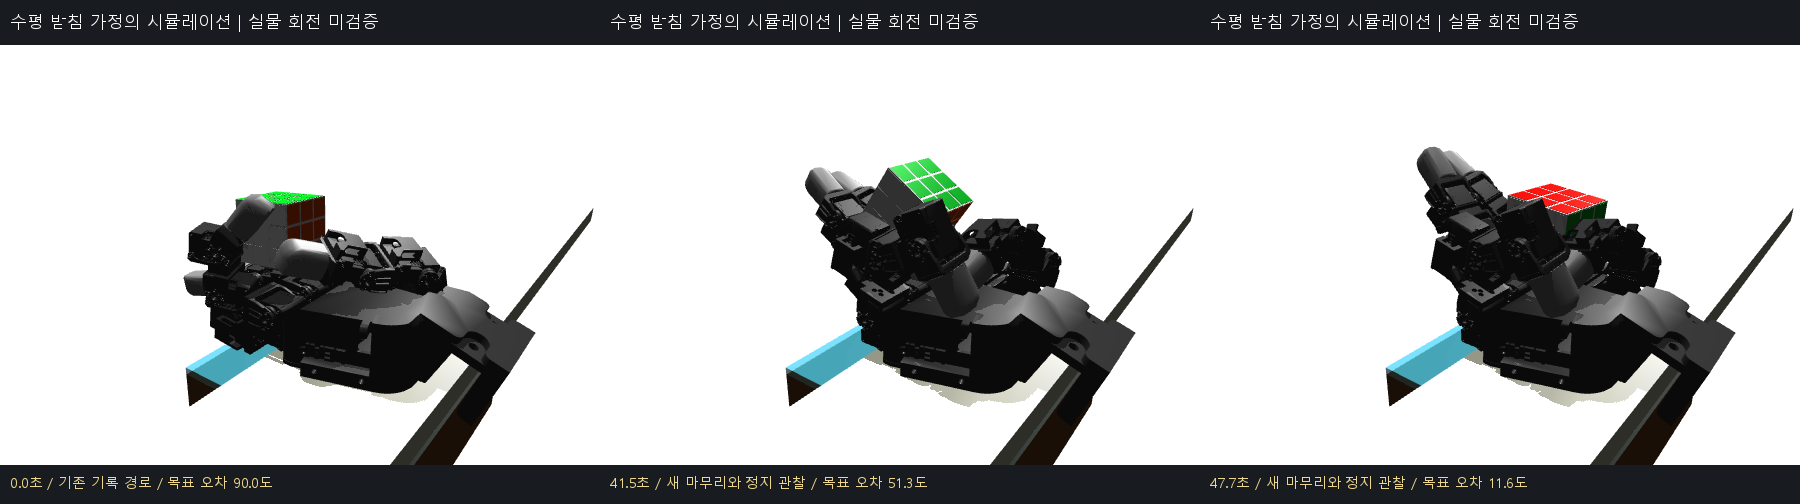 수평 받침 가정의 시뮬레이션 | 실물 회전 미검증
수평 받침 가정의 시뮬레이션 | 실물 회전 미검증
수평 받침 가정의 시뮬레이션 | 실물 회전 미검증
0.0초 / 기존 기록 경로 / 목표 오차 90.0도
41.5초 / 새 마무리와 정지 관찰 / 목표 오차 51.3도
47.7초 / 새 마무리와 정지 관찰 / 목표 오차 11.6도